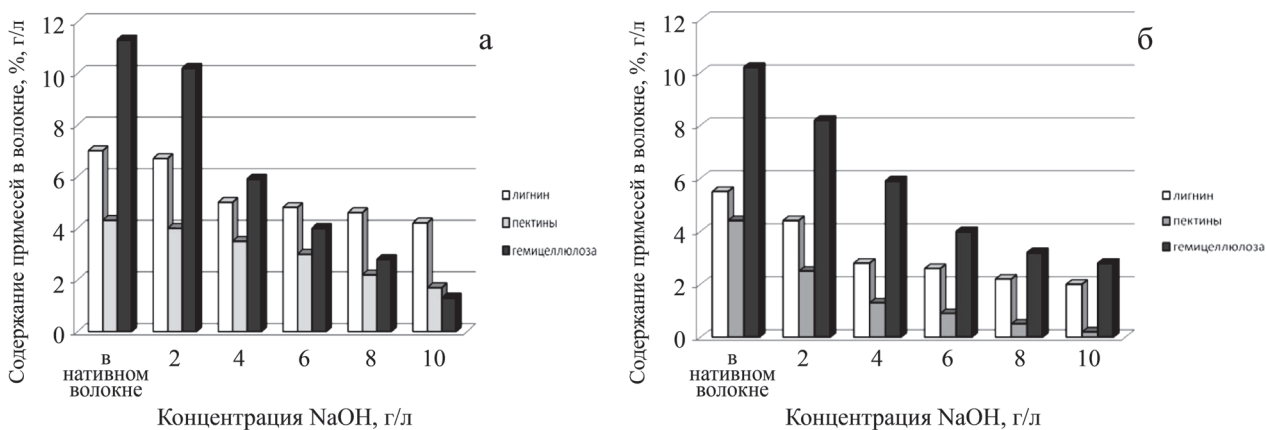 Содержание примесей в волокне, %, г/л
12
10
8
6
4
2
0
а
лигнин
пектины
гемицеллюлоза
в
нативном
волокне
2
4
6
8
10
Концентрация NaOH, г/л
Содержание примесей в волокне, %, г/л
12
10
8
6
4
2
0
б
лигнин
пектины
гемицеллюлоза
в
нативном
волокне
2
4
6
8
10
Концентрация NaOH, г/л